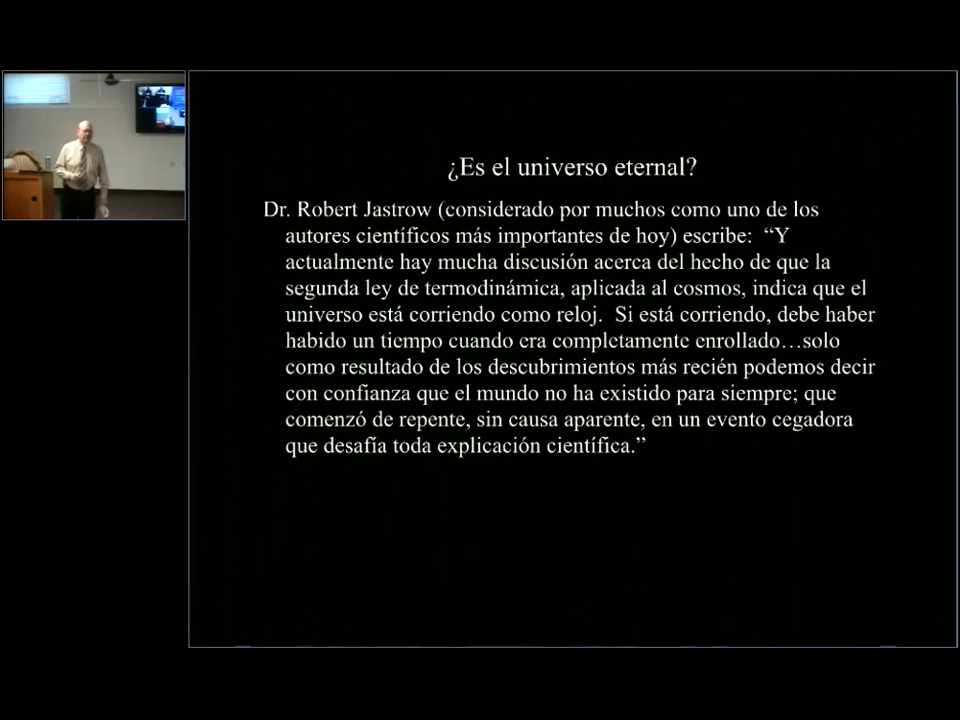 ¿Es el universo eternal?
Dr. Robert Jastrow (considerado por muchos como uno de los
autores científicos más importantes de hoy) escribe: “Y
actualmente hay mucha discusión acerca del hecho de que la
segunda ley de termodinámica, aplicada al cosmos, indica que el
universo está corriendo como reloj. Si está corriendo, debe haber
habido un tiempo cuando era completamente enrollado…solo
como resultado de los descubrimientos más recién podemos decir
con confianza que el mundo no ha existido para siempre; que
comenzó de repente, sin causa aparente, en un evento cegadora
que desafía toda explicación científica.”